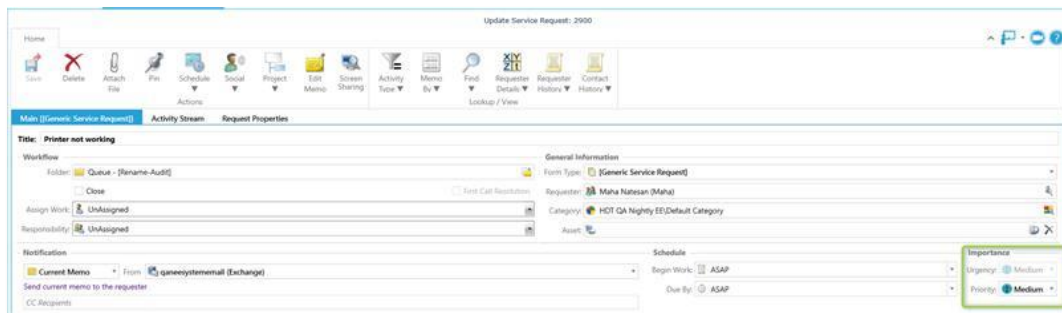 Update Service Request: 2900
Home
Save
Delete
Attach File
Pin
Schedule
Social
Project
Edit Memo
Screen Sharing
Activity Type
Memo By
Find
Requester Details
Requester History
Contact History
Actions
Lookup / View
Main [[Generic Service Request]]
Activity Stream
Request Properties
Title: Printer not working
Workflow
Folder: Queue - [Rename-Audit]
Close
First Call Resolution
Assign Work: UnAssigned
Responsibility: UnAssigned
General Information
Form Type: [Generic Service Request]
Requester: Maha Natesan (Maha)
Category: HDT QA Nightly EE\Default Category
Asset:
Notification
Current Memo From qaneesystememail (Exchange)
Send current memo to the requester
CC Recipients
Schedule
Begin Work: ASAP
Due By: ASAP
Importance
Urgency: Medium
Priority: Medium